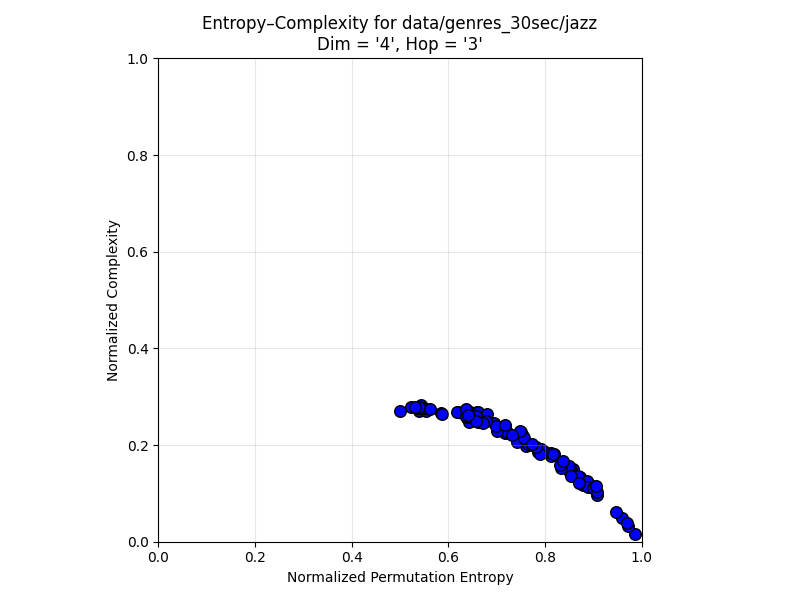 Entropy–Complexity for data/genres_30sec/jazz
Dim = '4', Hop = '3'
1.0
0.8
0.6
0.4
0.2
0.0
Normalized Complexity
0.0 0.2 0.4 0.6 0.8 1.0
Normalized Permutation Entropy